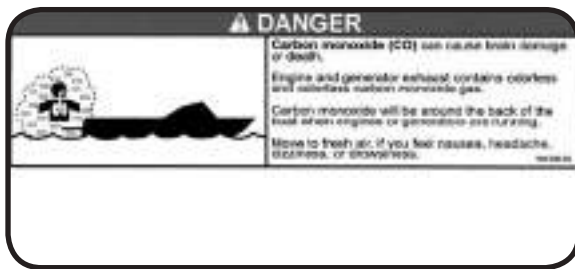 DANGER
Carbon monoxide (CO) can cause brain damage
or death.
Engine and generator exhaust contains odorless
and colorless carbon monoxide gas.
Carbon monoxide will be around the back of the
boat when engines or generators are running.
Move to fresh air, if you feel nausea, headache,
dizziness, or drowsiness.